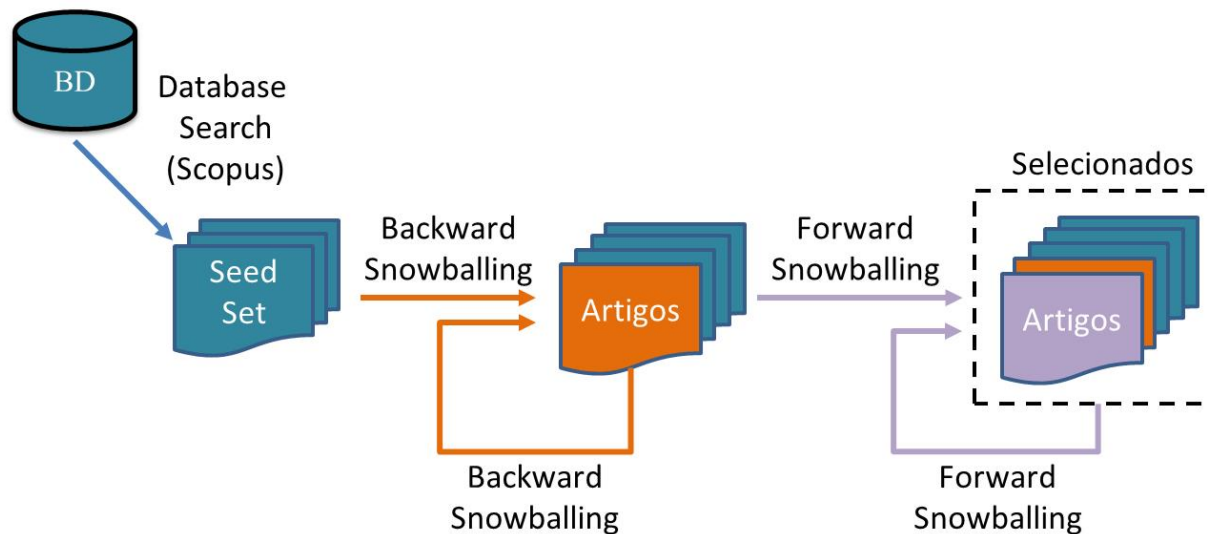 BD
Database
Search
(Scopus)
Seed
Set
Backward
Snowballing
Artigos
Backward
Snowballing
Forward
Snowballing
Selecionados
Artigos
Forward
Snowballing